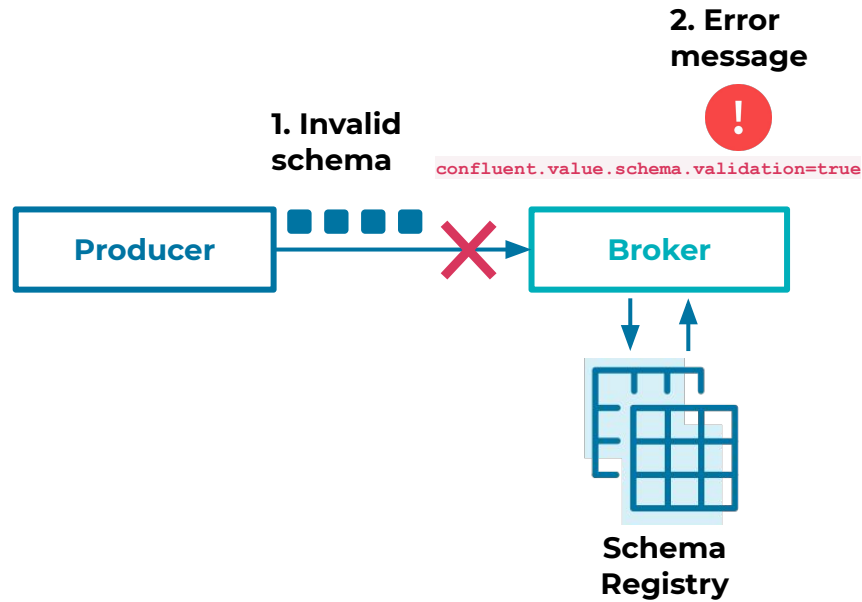 2. Error
message
!
1. Invalid
schema
confluent.value.schema.validation=true
Producer
Broker
Schema
Registry